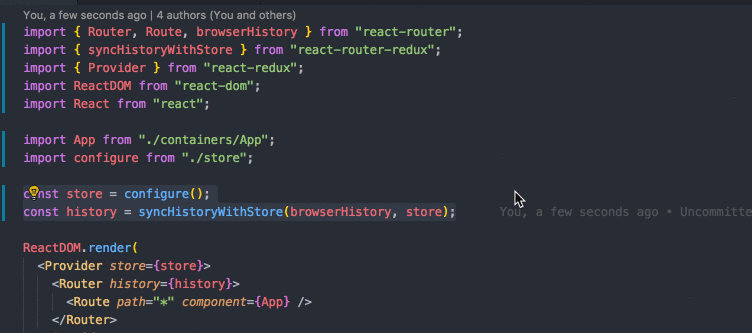 You, a few seconds ago | 4 authors (You and others)
import { Router, Route, browserHistory } from "react-router";
import { syncHistoryWithStore } from "react-router-redux";
import { Provider } from "react-redux";
import ReactDOM from "react-dom";
import React from "react";
import App from "./containers/App";
import configure from "./store";
const store = configure();
const history = syncHistoryWithStore(browserHistory, store); You, a few seconds ago • Uncommitte
ReactDOM.render(
<Provider store={store}>
<Router history={history}>
<Route path="*" component={App} />
</Router>